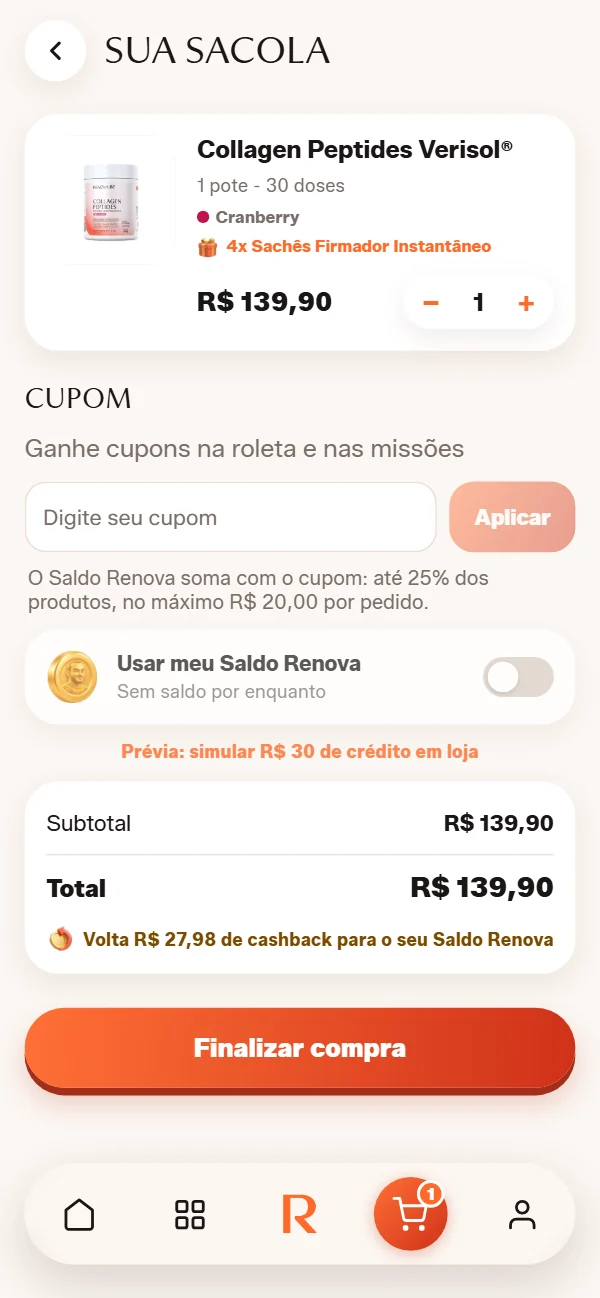 SUA SACOLA
Collagen Peptides Verisol®
1 pote - 30 doses
COLLAGEN
PEPTIDES
Cranberry
4x Sachês Firmador Instantâneo
R$ 139,90
− 1 +
CUPOM
Ganhe cupons na roleta e nas missões
Digite seu cupom
Aplicar
O Saldo Renova soma com o cupom: até 25% dos
produtos, no máximo R$ 20,00 por pedido.
Usar meu Saldo Renova
Sem saldo por enquanto
Prévia: simular R$ 30 de crédito em loja
Subtotal R$ 139,90
Total R$ 139,90
Volta R$ 27,98 de cashback para o seu Saldo Renova
Finalizar compra
R
1